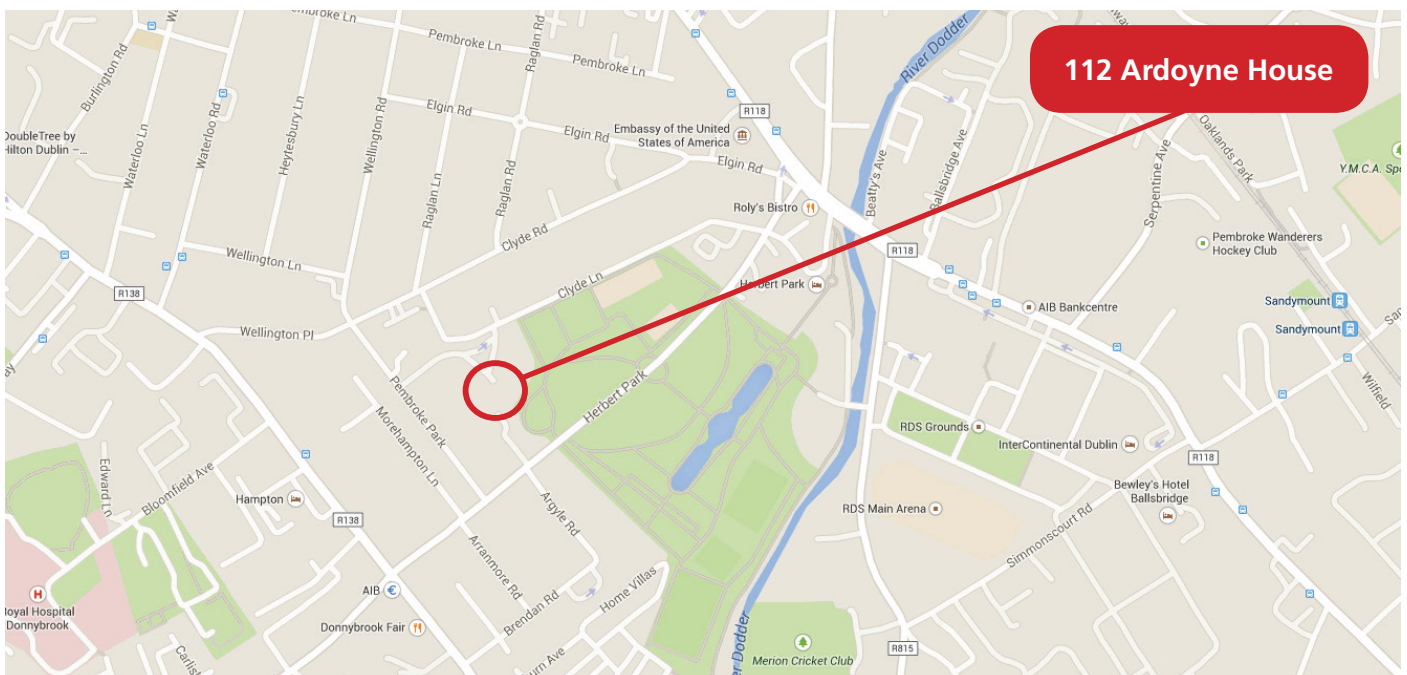 112 Ardoyne House
Pembroke Ln
Pembroke Ln
Pembroke Ln
Burlington Rd
Raglan Rd
River Dodder
R118
Elgin Rd
Elgin Rd
Elgin Rd
Embassy of the United
States of America
DoubleTree by
Hilton Dublin –...
Waterloo Ln
Waterloo Rd
Heytesbury Ln
Wellington Rd
Raglan Ln
Raglan Rd
Clyde Rd
Roly's Bistro
Beatty's Ave
Ballsbridge Ave
Serpentine Ave
Oaklands Park
Y.M.C.A. Spo
Pembroke Wanderers
Hockey Club
Wellington Ln
R118
Clyde Ln
Herbert Park
R138
AIB Bankcentre
Sandymount
Sandymount
Wellington Pl
Wilfield
Pembroke Park
Morehampton Ln
Herbert Park
RDS Grounds
InterContinental Dublin
R118
Bewley's Hotel
Ballsbridge
Edward Ln
Bloomfield Ave
Hampton
R138
Argyle Rd
RDS Main Arena
Simmonscourt Rd
Arranmore Rd
Royal Hospital
Donnybrook
AIB
Home Villas
Brendan Rd
Donnybrook Fair
Merion Cricket Club
R815